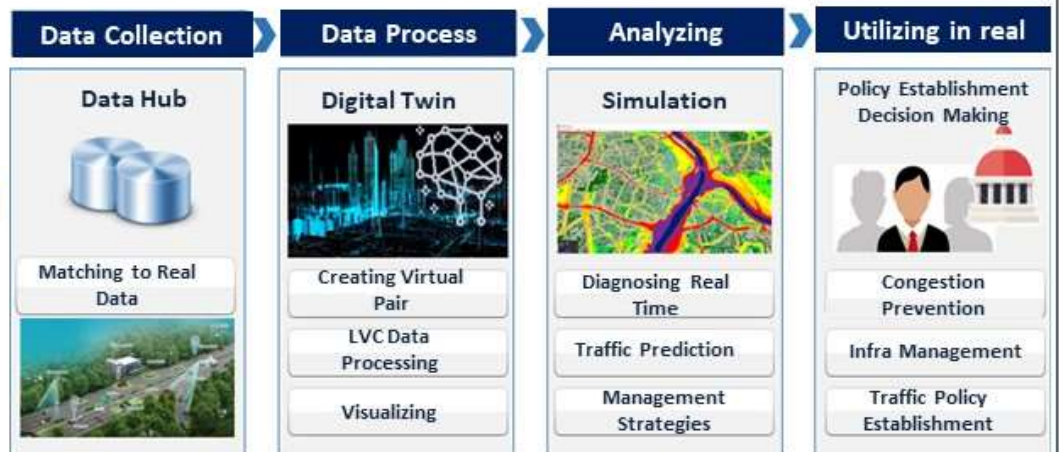 Data Collection
Data Process
Analyzing
Utilizing in real
Data Hub
Matching to Real
Data
Digital Twin
Creating Virtual
Pair
LVC Data
Processing
Visualizing
Simulation
Diagnosing Real
Time
Traffic Prediction
Management
Strategies
Policy Establishment
Decision Making
Congestion
Prevention
Infra Management
Traffic Policy
Establishment